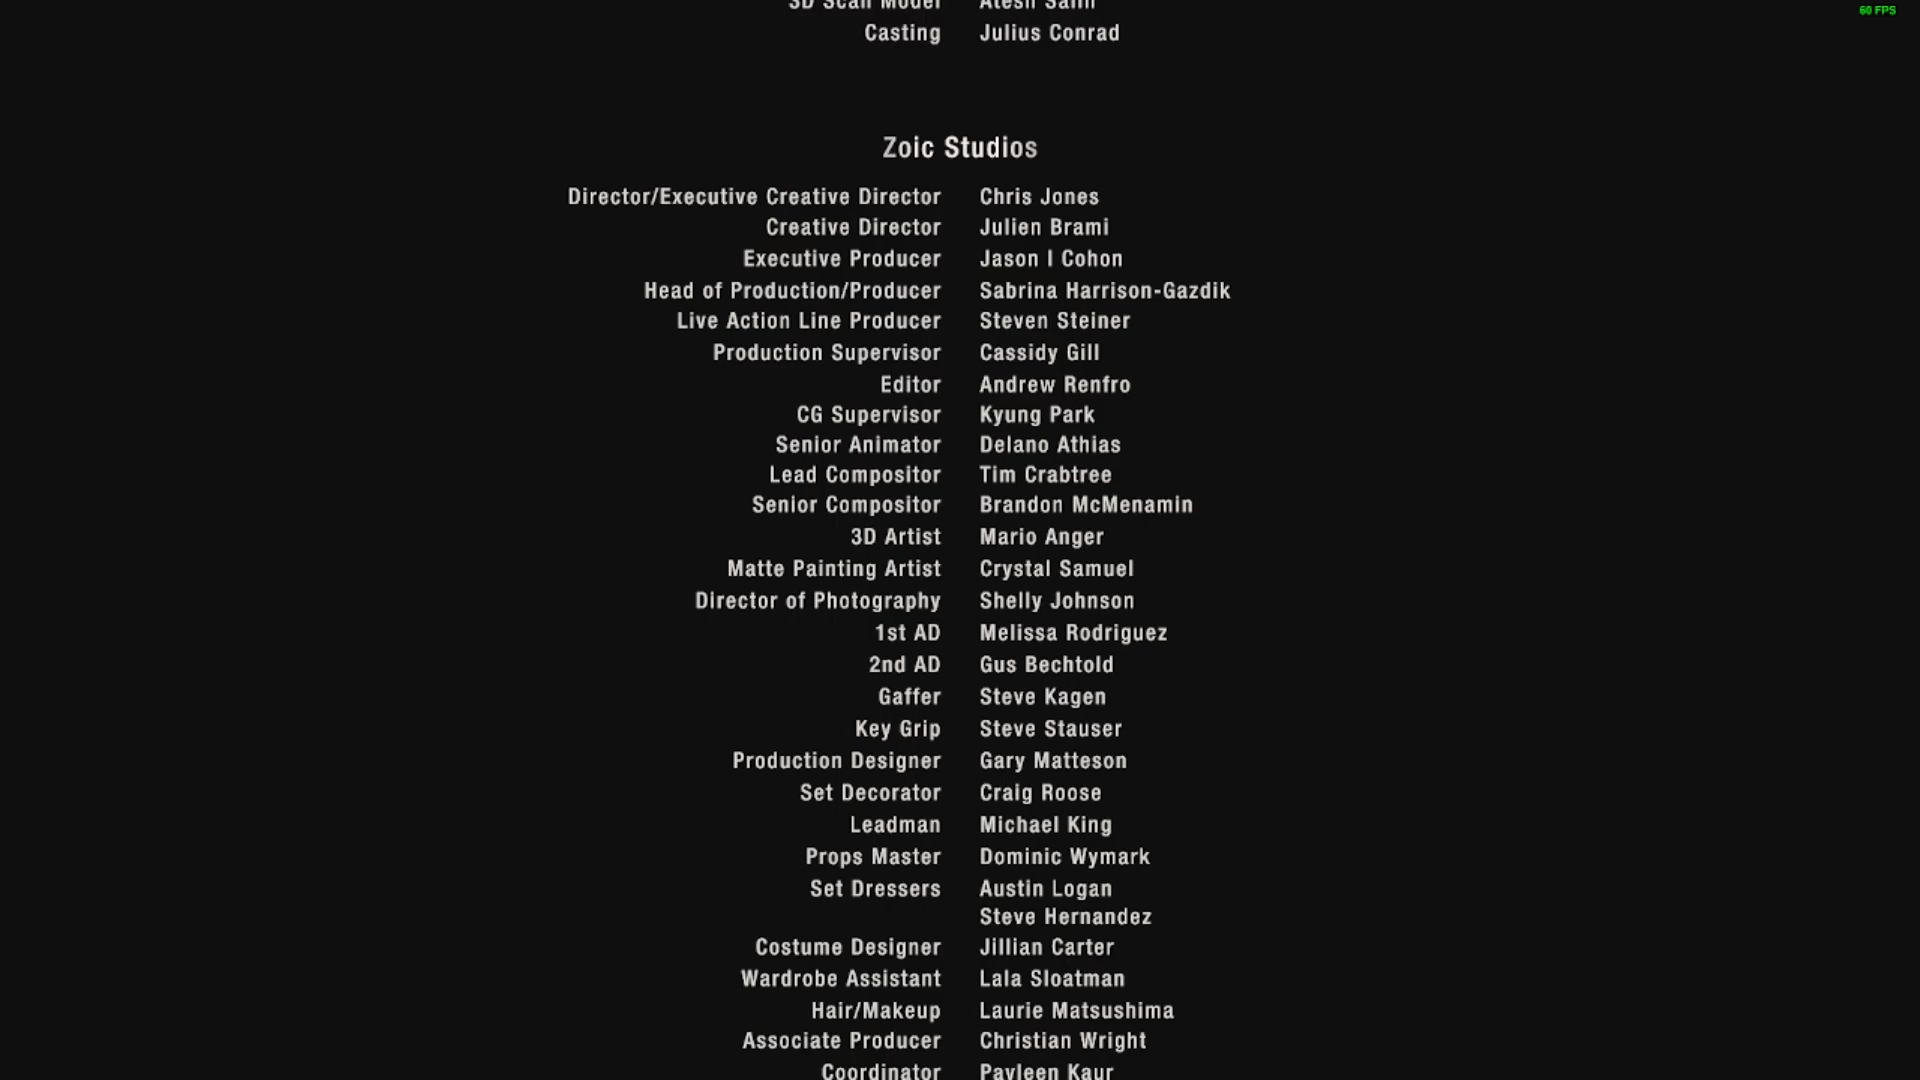 60 FPS
3D Scan Model Atesh Salih
Casting Julius Conrad
Zoic Studios
Director/Executive Creative Director Chris Jones
Creative Director Julien Brami
Executive Producer Jason I Cohon
Head of Production/Producer Sabrina Harrison-Gazdik
Live Action Line Producer Steven Steiner
Production Supervisor Cassidy Gill
Editor Andrew Renfro
CG Supervisor Kyung Park
Senior Animator Delano Athias
Lead Compositor Tim Crabtree
Senior Compositor Brandon McMenamin
3D Artist Mario Anger
Matte Painting Artist Crystal Samuel
Director of Photography Shelly Johnson
1st AD Melissa Rodriguez
2nd AD Gus Bechtold
Gaffer Steve Kagen
Key Grip Steve Stauser
Production Designer Gary Matteson
Set Decorator Craig Roose
Leadman Michael King
Props Master Dominic Wymark
Set Dressers Austin Logan
Steve Hernandez
Costume Designer Jillian Carter
Wardrobe Assistant Lala Sloatman
Hair/Makeup Laurie Matsushima
Associate Producer Christian Wright
Coordinator Pavleen Kaur